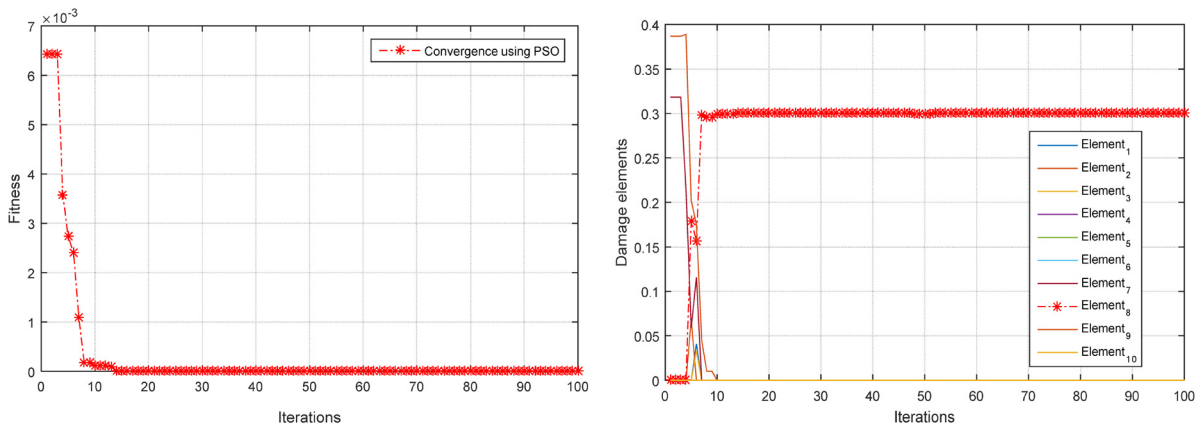 ×10⁻³
7
6
5
4
3
2
1
0
Fitness
Convergence using PSO
0 10 20 30 40 50 60 70 80 90 100
Iterations
0.4
0.35
0.3
0.25
0.2
0.15
0.1
0.05
0
Damage elements
Element₁
Element₂
Element₃
Element₄
Element₅
Element₆
Element₇
Element₈
Element₉
Element₁₀
0 10 20 30 40 50 60 70 80 90 100
Iterations